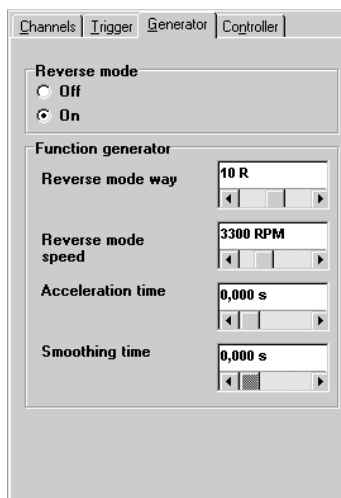 Channels Trigger Generator Controller
Reverse mode
Off
On
Function generator
Reverse mode way
10 R
Reverse mode speed
3300 RPM
Acceleration time
0,000 s
Smoothing time
0,000 s